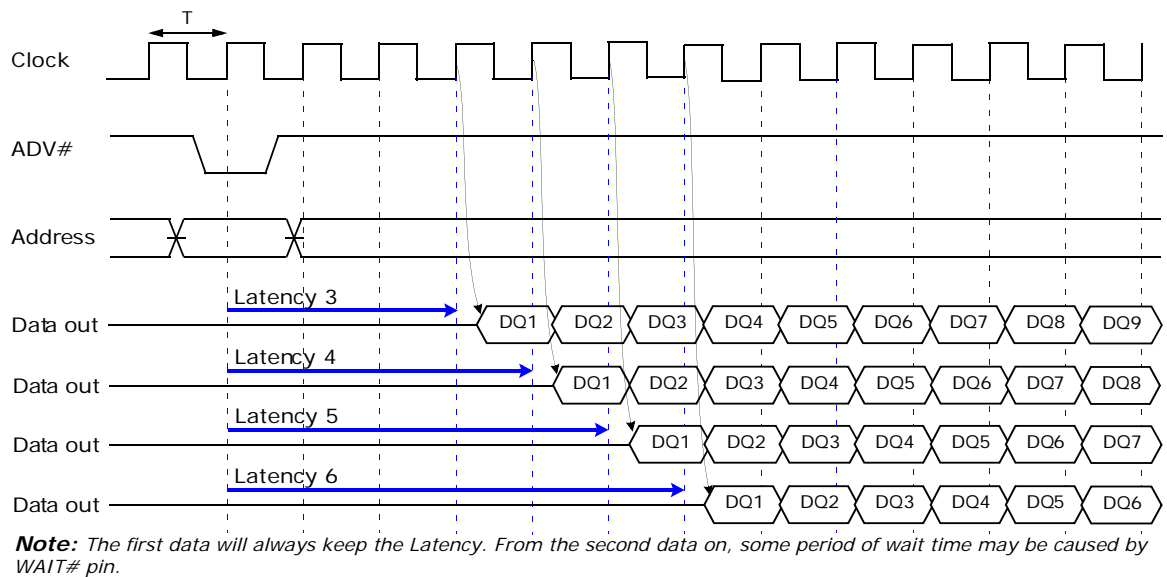 T
Clock
ADV#
Address
Latency 3
Data out DQ1 DQ2 DQ3 DQ4 DQ5 DQ6 DQ7 DQ8 DQ9
Latency 4
Data out DQ1 DQ2 DQ3 DQ4 DQ5 DQ6 DQ7 DQ8
Latency 5
Data out DQ1 DQ2 DQ3 DQ4 DQ5 DQ6 DQ7
Latency 6
Data out DQ1 DQ2 DQ3 DQ4 DQ5 DQ6
Note: The first data will always keep the Latency. From the second data on, some period of wait time may be caused by
WAIT# pin.